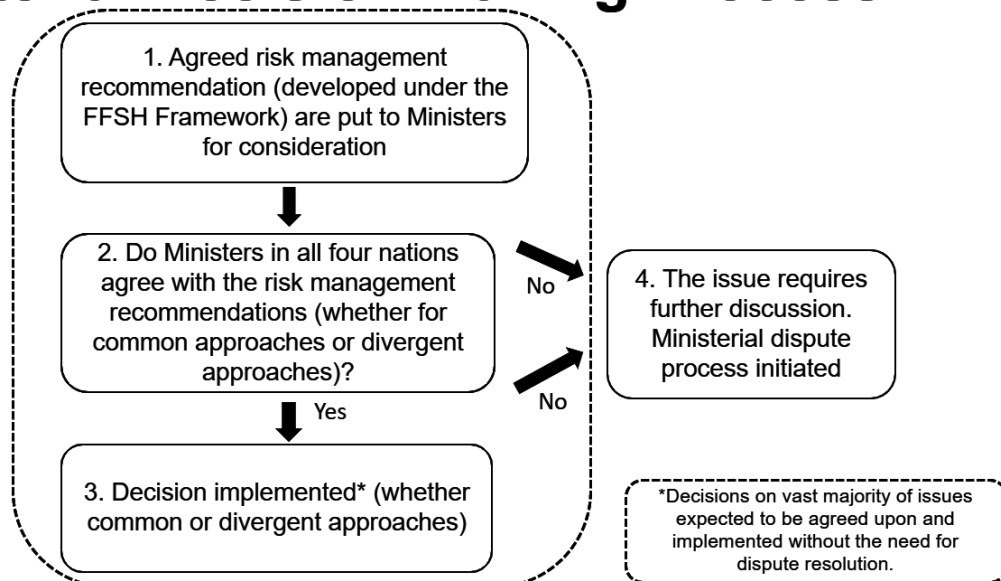 1. Agreed risk management
recommendation (developed under the
FFSH Framework) are put to Ministers
for consideration
2. Do Ministers in all four nations
agree with the risk management
recommendations (whether for
common approaches or divergent
approaches)?
No
No
4. The issue requires
further discussion.
Ministerial dispute
process initiated
Yes
3. Decision implemented* (whether
common or divergent approaches)
*Decisions on vast majority of issues
expected to be agreed upon and
implemented without the need for
dispute resolution.